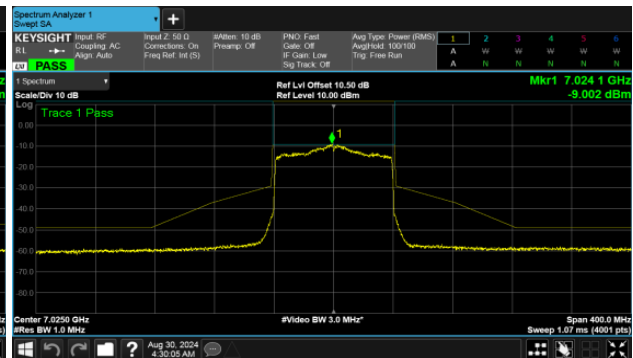 Spectrum Analyzer 1
Swept SA
+
KEYSIGHT Input: RF Input Z: 50 Ω #Atten: 10 dB PNO: Fast Avg Type: Power (RMS) 1 2 3 4 5 6
RL Coupling: AC Corrections: On Preamp: Off Gate: Off Avg|Hold: 100/100 A W W W W W
Align: Auto Freq Ref: Int (S) IF Gain: Low Trig: Free Run
LXI PASS Sig Track: Off A N N N N N
1 Spectrum Ref Lvl Offset 10.50 dB Mkr1 7.024 1 GHz
Scale/Div 10 dB Ref Level 10.00 dBm -9.002 dBm
Log
Trace 1 Pass
0.00
1
-10.0
-20.0
-30.0
-40.0
-50.0
-60.0
-70.0
-80.0
Center 7.0250 GHz #Video BW 3.0 MHz* Span 400.0 MHz
#Res BW 1.0 MHz Sweep 1.07 ms (4001 pts)
? Aug 30, 2024
4:30:05 AM